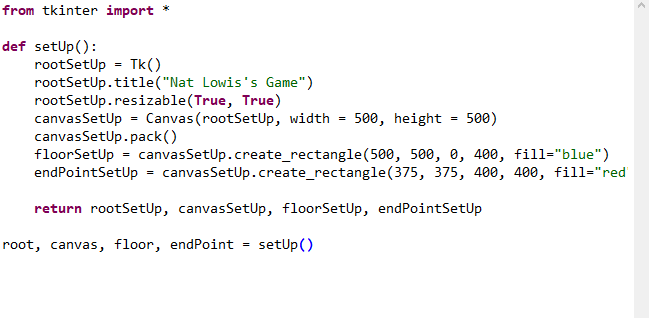 from tkinter import *
def setUp():
rootSetUp = Tk()
rootSetUp.title("Nat Lowis's Game")
rootSetUp.resizable(True, True)
canvasSetUp = Canvas(rootSetUp, width = 500, height = 500)
canvasSetUp.pack()
floorSetUp = canvasSetUp.create_rectangle(500, 500, 0, 400, fill="blue")
endPointSetUp = canvasSetUp.create_rectangle(375, 375, 400, 400, fill="red
return rootSetUp, canvasSetUp, floorSetUp, endPointSetUp
root, canvas, floor, endPoint = setUp()